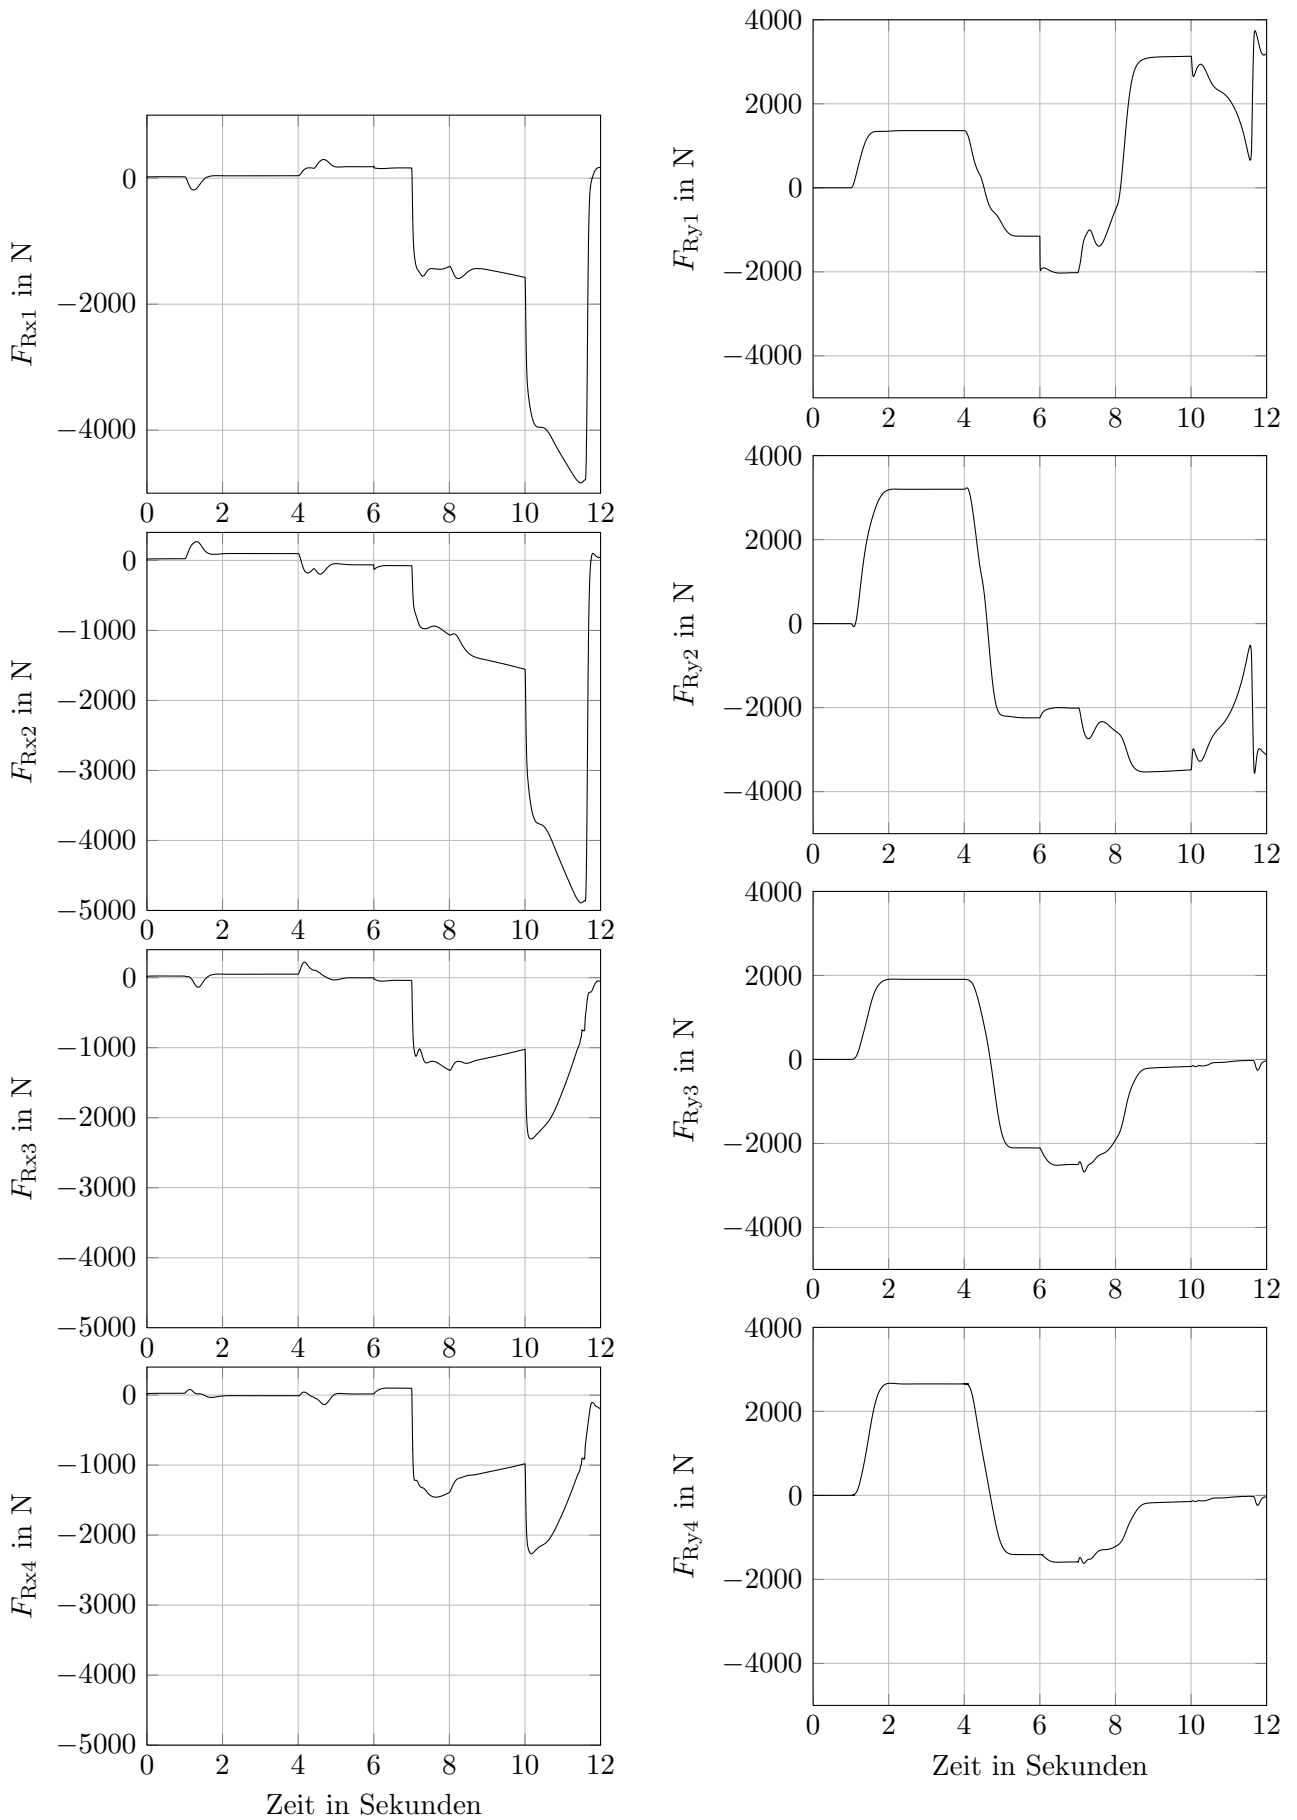 0
−2000
−4000
F_Rx1 in N
0 2 4 6 8 10 12
0
−1000
−2000
−3000
−4000
−5000
F_Rx2 in N
0 2 4 6 8 10 12
0
−1000
−2000
−3000
−4000
−5000
F_Rx3 in N
0 2 4 6 8 10 12
0
−1000
−2000
−3000
−4000
−5000
F_Rx4 in N
0 2 4 6 8 10 12
Zeit in Sekunden
4000
2000
0
−2000
−4000
F_Ry1 in N
0 2 4 6 8 10 12
4000
2000
0
−2000
−4000
F_Ry2 in N
0 2 4 6 8 10 12
4000
2000
0
−2000
−4000
F_Ry3 in N
0 2 4 6 8 10 12
4000
2000
0
−2000
−4000
F_Ry4 in N
0 2 4 6 8 10 12
Zeit in Sekunden